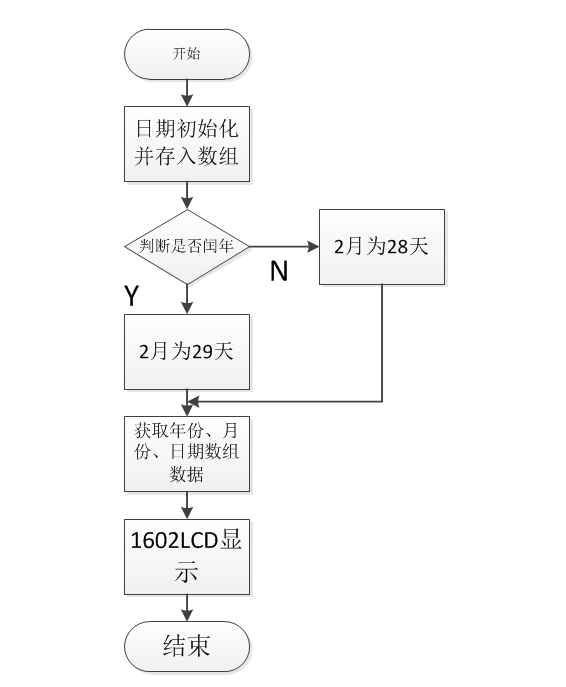 开始
日期初始化
并存入数组
判断是否闰年
N
2月为28天
Y
2月为29天
获取年份、月
份、日期数组
数据
1602LCD显
示
结束